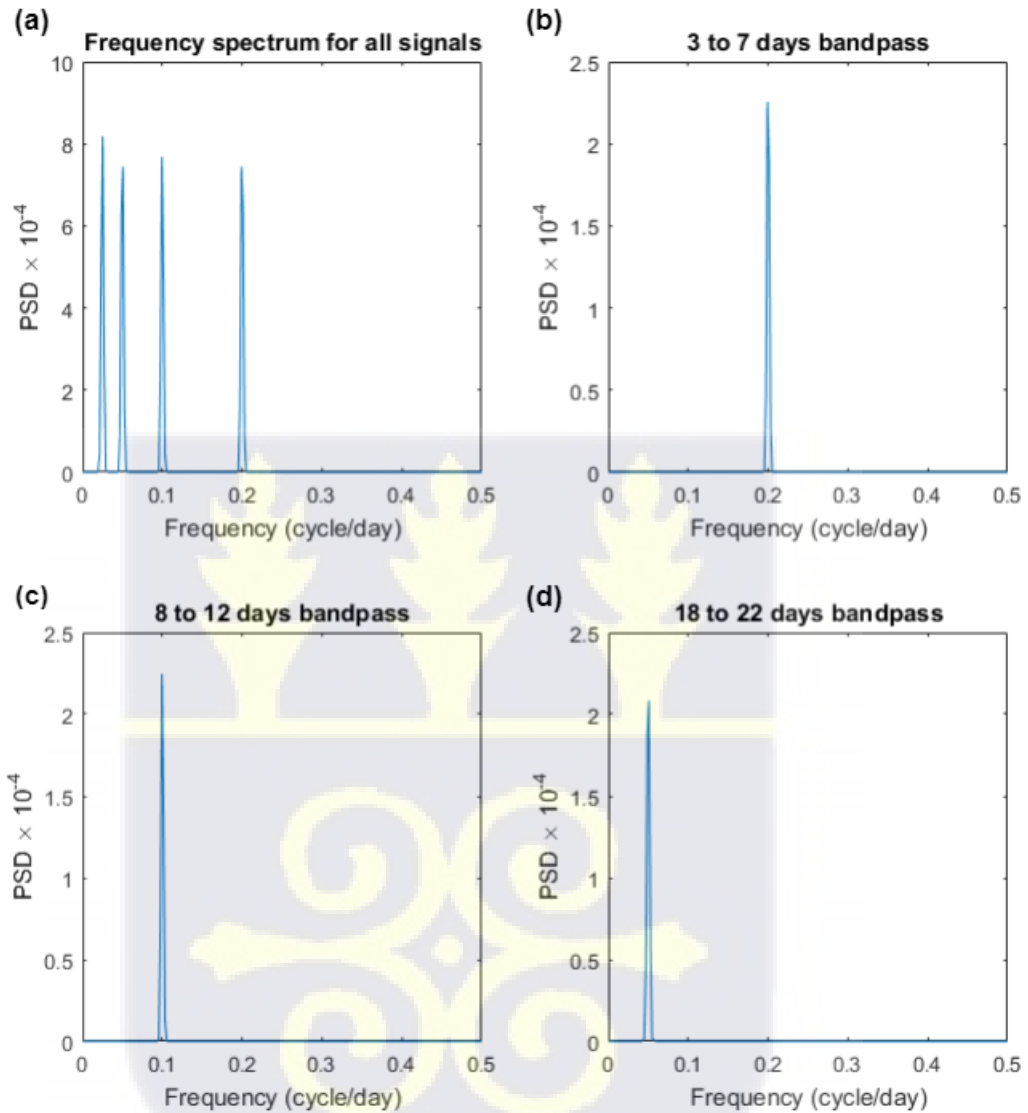 (a)
Frequency spectrum for all signals
10
8
6
4
2
0
PSD × 10-4
0 0.1 0.2 0.3 0.4 0.5
Frequency (cycle/day)
(b)
3 to 7 days bandpass
2.5
2
1.5
1
0.5
0
PSD × 10-4
0 0.1 0.2 0.3 0.4 0.5
Frequency (cycle/day)
(c)
8 to 12 days bandpass
2.5
2
1.5
1
0.5
0
PSD × 10-4
0 0.1 0.2 0.3 0.4 0.5
Frequency (cycle/day)
(d)
18 to 22 days bandpass
2.5
2
1.5
1
0.5
0
PSD × 10-4
0 0.1 0.2 0.3 0.4 0.5
Frequency (cycle/day)